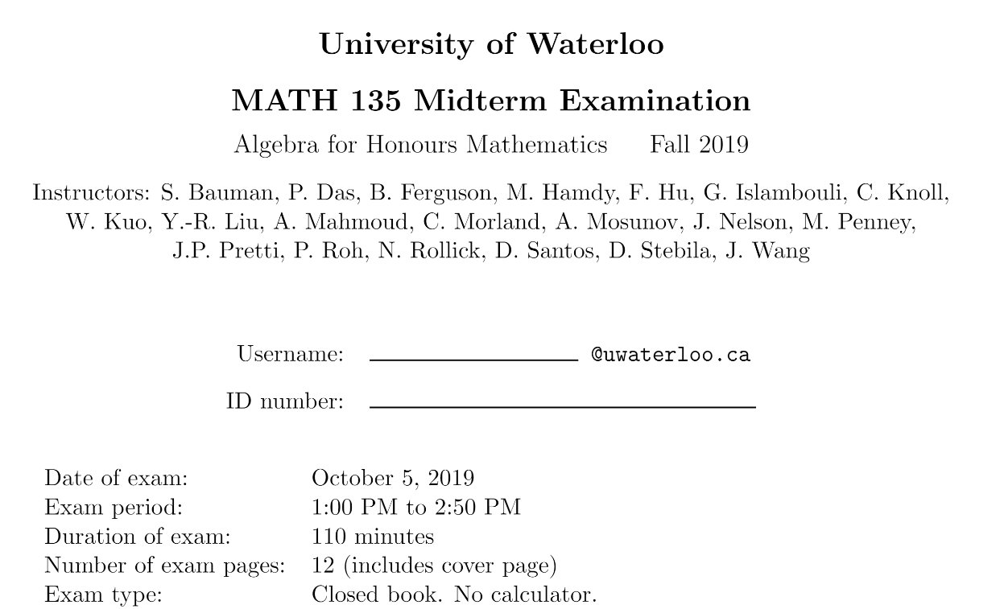 University of Waterloo
MATH 135 Midterm Examination
Algebra for Honours Mathematics Fall 2019
Instructors: S. Bauman, P. Das, B. Ferguson, M. Hamdy, F. Hu, G. Islambouli, C. Knoll,
W. Kuo, Y.-R. Liu, A. Mahmoud, C. Morland, A. Mosunov, J. Nelson, M. Penney,
J.P. Pretti, P. Roh, N. Rollick, D. Santos, D. Stebila, J. Wang
Username: @uwaterloo.ca
ID number:
Date of exam: October 5, 2019
Exam period: 1:00 PM to 2:50 PM
Duration of exam: 110 minutes
Number of exam pages: 12 (includes cover page)
Exam type: Closed book. No calculator.